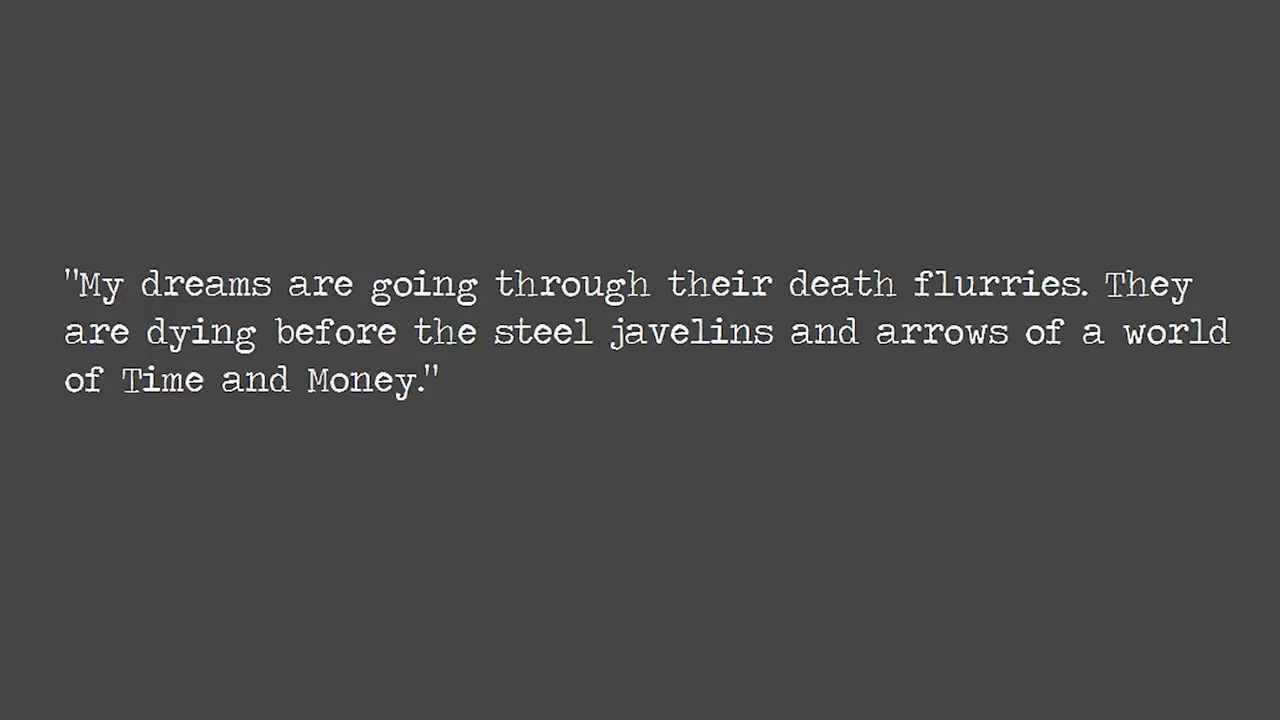 "My dreams are going through their death flurries. They
are dying before the steel javelins and arrows of a world
of Time and Money."